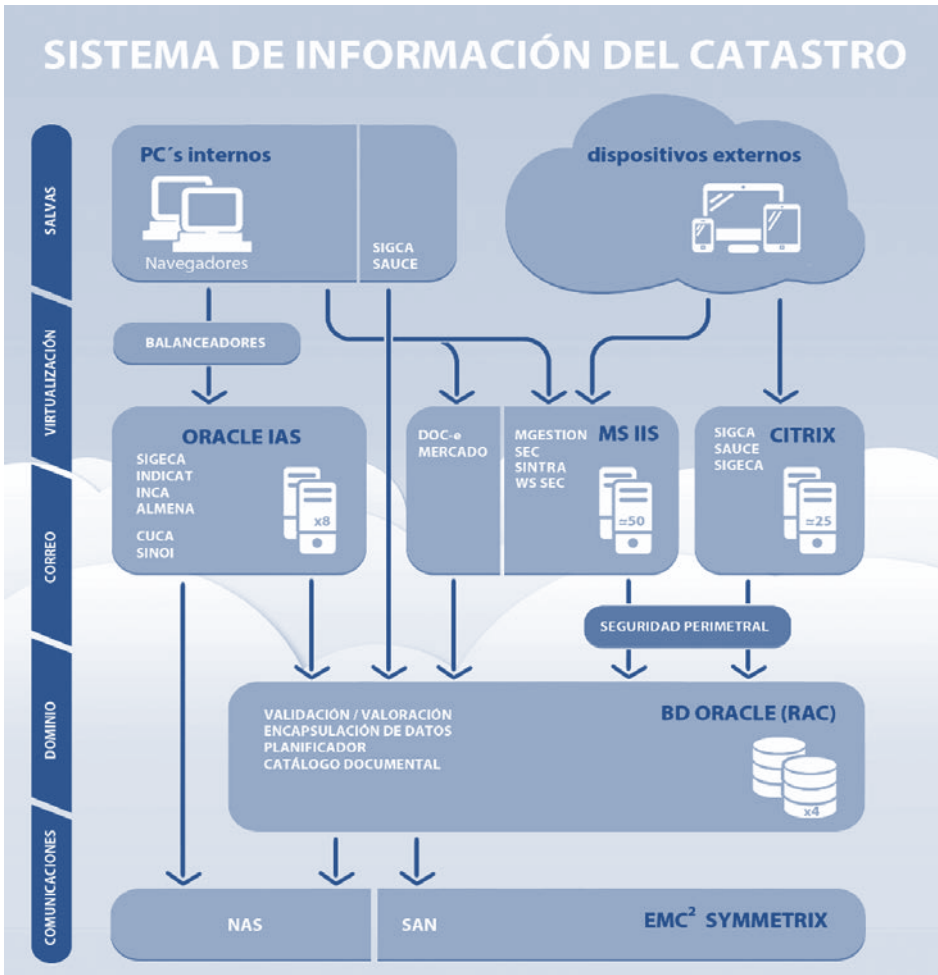 SISTEMA DE INFORMACIÓN DEL CATASTRO
SALVAS
VIRTUALIZACIÓN
CORREO
DOMINIO
COMUNICACIONES
PC´s internos
Navegadores
SIGCA
SAUCE
dispositivos externos
BALANCEADORES
ORACLE IAS
SIGECA
INDICAT
INCA
ALMENA
CUCA
SINOI
x8
DOC-e
MERCADO
MGESTION
SEC
SINTRA
WS SEC
MS IIS
≃50
SIGCA
SAUCE
SIGECA
CITRIX
≃25
SEGURIDAD PERIMETRAL
VALIDACIÓN / VALORACIÓN
ENCAPSULACIÓN DE DATOS
PLANIFICADOR
CATÁLOGO DOCUMENTAL
BD ORACLE (RAC)
x4
NAS
SAN
EMC² SYMMETRIX